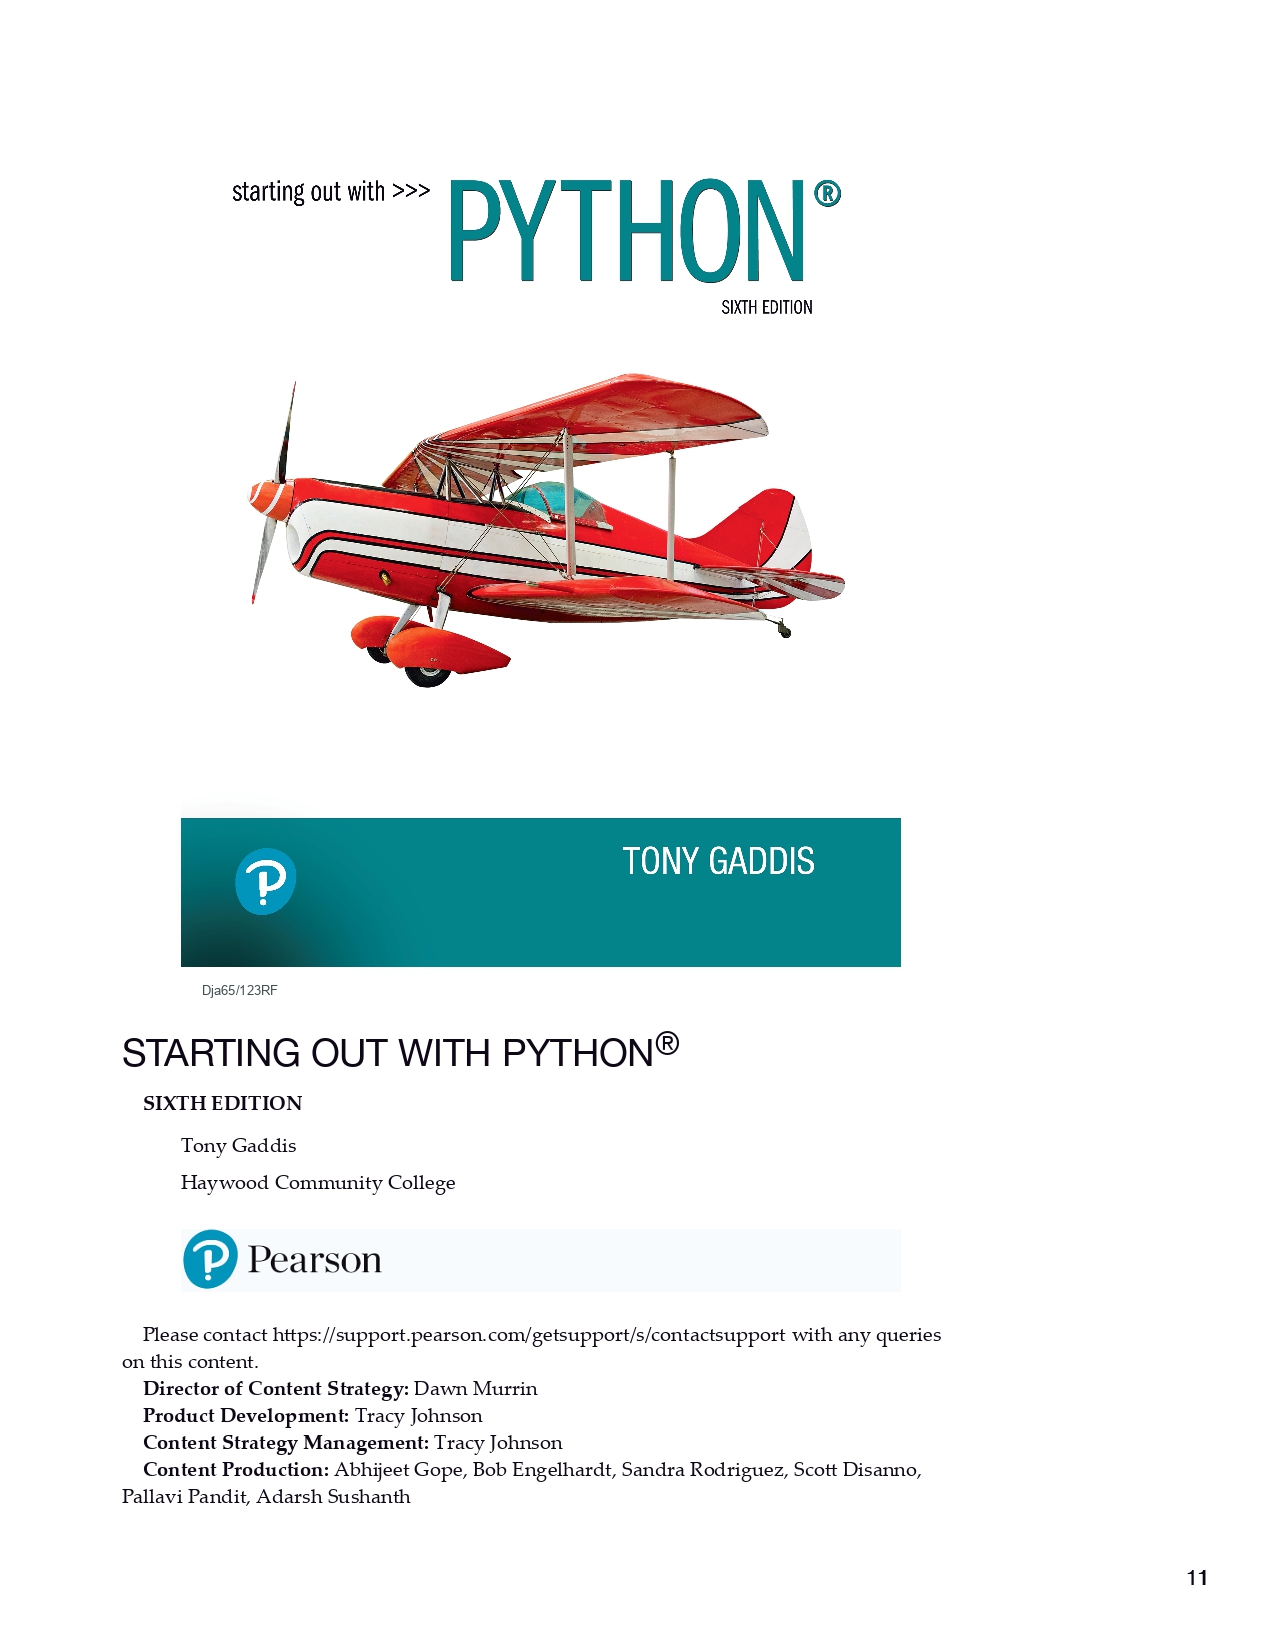 starting out with >>> PYTHON®
SIXTH EDITION
TONY GADDIS
Dja65/123RF
STARTING OUT WITH PYTHON®
SIXTH EDITION
Tony Gaddis
Haywood Community College
Pearson
Please contact https://support.pearson.com/getsupport/s/contactsupport with any queries
on this content.
Director of Content Strategy: Dawn Murrin
Product Development: Tracy Johnson
Content Strategy Management: Tracy Johnson
Content Production: Abhijeet Gope, Bob Engelhardt, Sandra Rodriguez, Scott Disanno,
Pallavi Pandit, Adarsh Sushanth
11